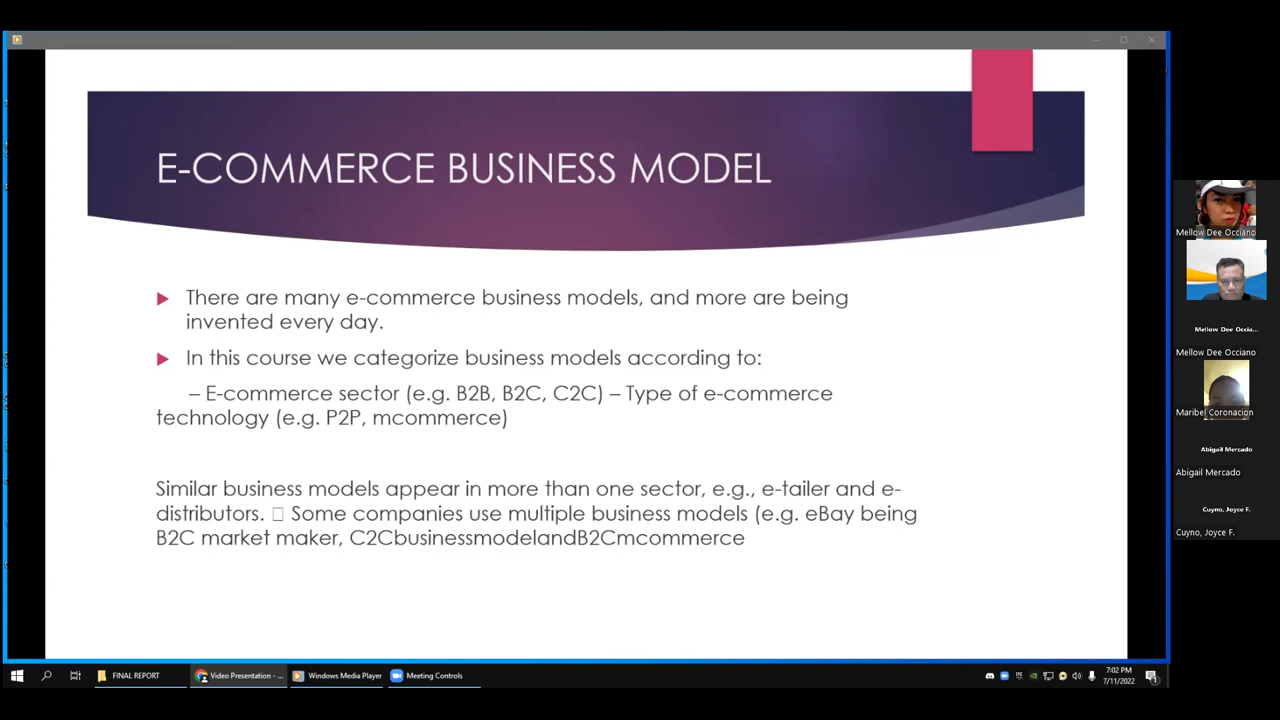 E-COMMERCE BUSINESS MODEL
There are many e-commerce business models, and more are being
invented every day.
In this course we categorize business models according to:
– E-commerce sector (e.g. B2B, B2C, C2C) – Type of e-commerce
technology (e.g. P2P, mcommerce)
Similar business models appear in more than one sector, e.g., e-tailer and e-
distributors. □ Some companies use multiple business models (e.g. eBay being
B2C market maker, C2CbusinessmodelandB2Cmcommerce
Mellow Dee Occiano
Mellow Dee Occia...
Mellow Dee Occiano
Maribel Coronacion
Abigail Mercado
Abigail Mercado
Cuyno, Joyce F.
Cuyno, Joyce F.
FINAL REPORT
Video Presentation - ...
Windows Media Player
Meeting Controls
7:02 PM
7/11/2022